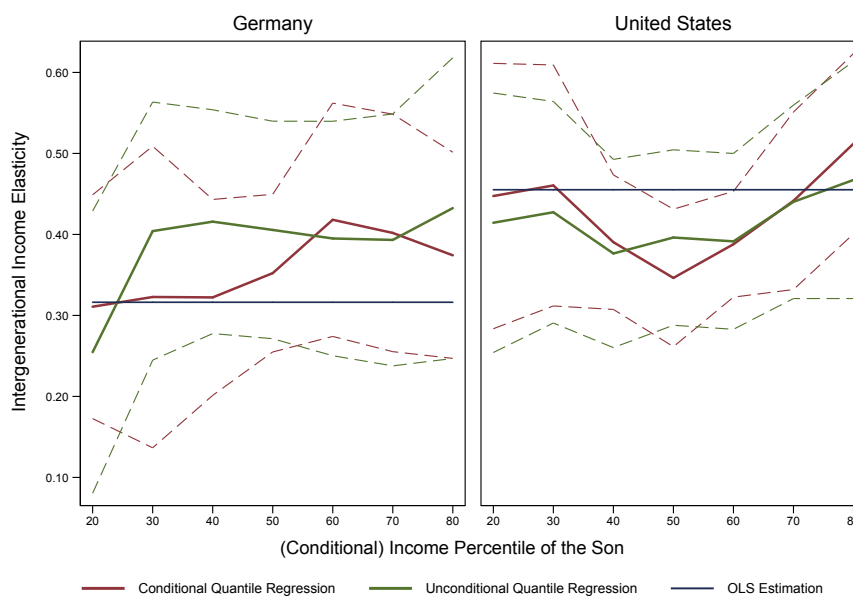 Germany
United States
Intergenerational Income Elasticity
0.60
0.50
0.40
0.30
0.20
0.10
20 30 40 50 60 70 80
20 30 40 50 60 70
(Conditional) Income Percentile of the Son
Conditional Quantile Regression Unconditional Quantile Regression OLS Estimation